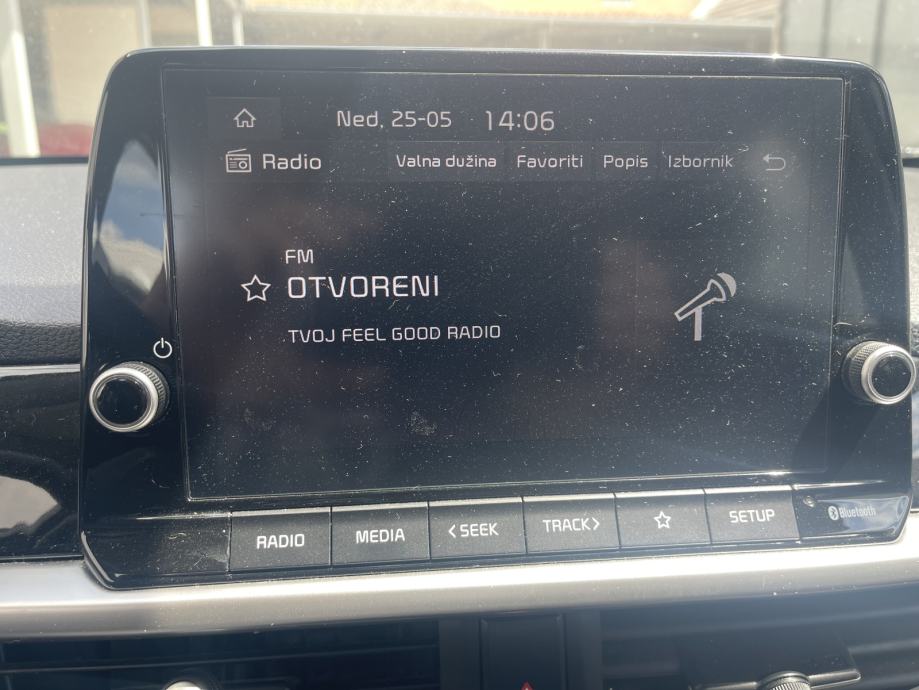 Ned, 25-05 14:06
Radio Valna dužina Favoriti Popis Izbornik
FM
OTVORENI
TVOJ FEEL GOOD RADIO
RADIO MEDIA <SEEK TRACK> SETUP Bluetooth